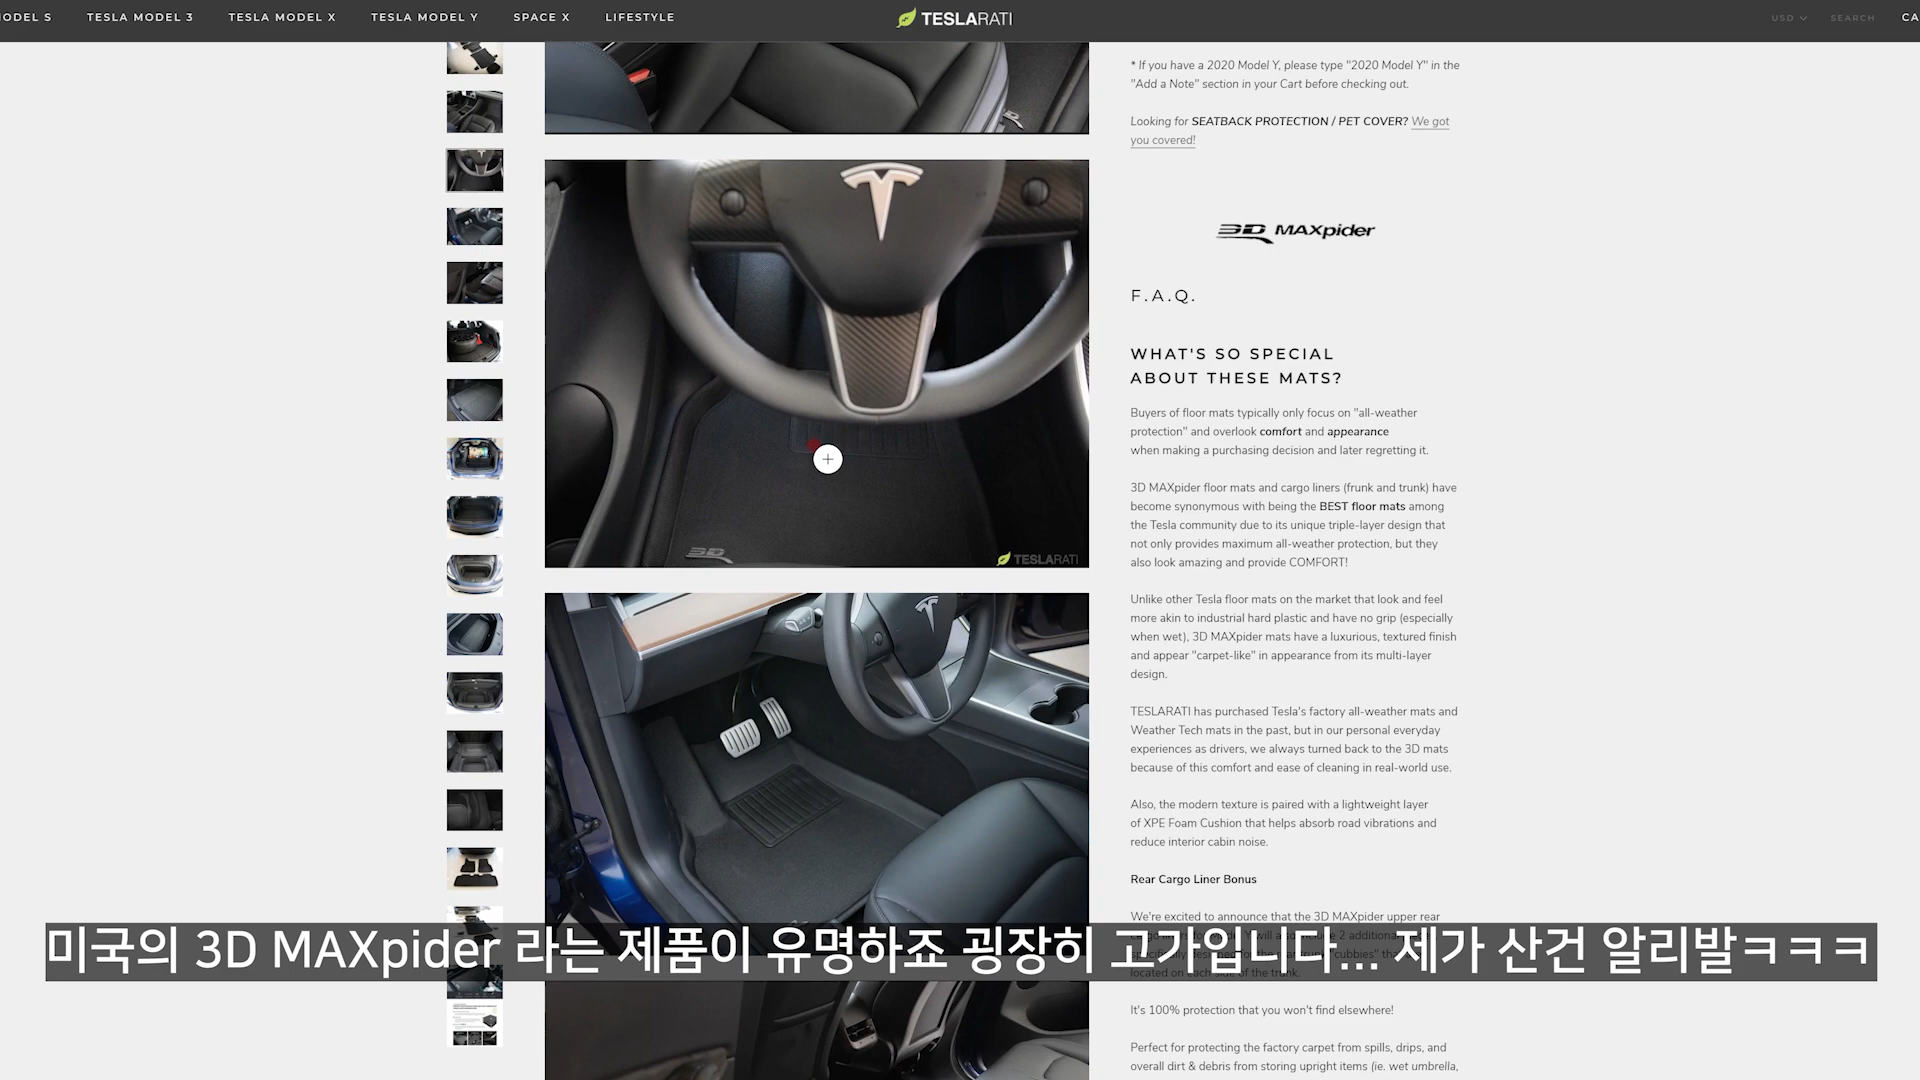 ODEL S
TESLA MODEL 3
TESLA MODEL X
TESLA MODEL Y
SPACE X
LIFESTYLE
TESLARATI
USD
SEARCH
CA
* If you have a 2020 Model Y, please type "2020 Model Y" in the
"Add a Note" section in your Cart before checking out.
Looking for SEATBACK PROTECTION / PET COVER? We got
you covered!
3D MAXpider
F.A.Q.
WHAT'S SO SPECIAL
ABOUT THESE MATS?
Buyers of floor mats typically only focus on "all-weather
protection" and overlook comfort and appearance
when making a purchasing decision and later regretting it.
3D MAXpider floor mats and cargo liners (frunk and trunk) have
become synonymous with being the BEST floor mats among
the Tesla community due to its unique triple-layer design that
not only provides maximum all-weather protection, but they
also look amazing and provide COMFORT!
Unlike other Tesla floor mats on the market that look and feel
more akin to industrial hard plastic and have no grip (especially
when wet), 3D MAXpider mats have a luxurious, textured finish
and appear "carpet-like" in appearance from its multi-layer
design.
TESLARATI has purchased Tesla's factory all-weather mats and
Weather Tech mats in the past, but in our personal everyday
experiences as drivers, we always turned back to the 3D mats
because of this comfort and ease of cleaning in real-world use.
Also, the modern texture is paired with a lightweight layer
of XPE Foam Cushion that helps absorb road vibrations and
reduce interior cabin noise.
Rear Cargo Liner Bonus
We're excited to announce that the 3D MAXpider upper rear
located on each side of the trunk.
It's 100% protection that you won't find elsewhere!
Perfect for protecting the factory carpet from spills, drips, and
overall dirt & debris from storing upright items (ie. wet umbrella,
3D
TESLARATI
미국의 3D MAXpider 라는 제품이 유명하죠 굉장히 고가입니다... 제가 산건 알리발ㅋㅋㅋ